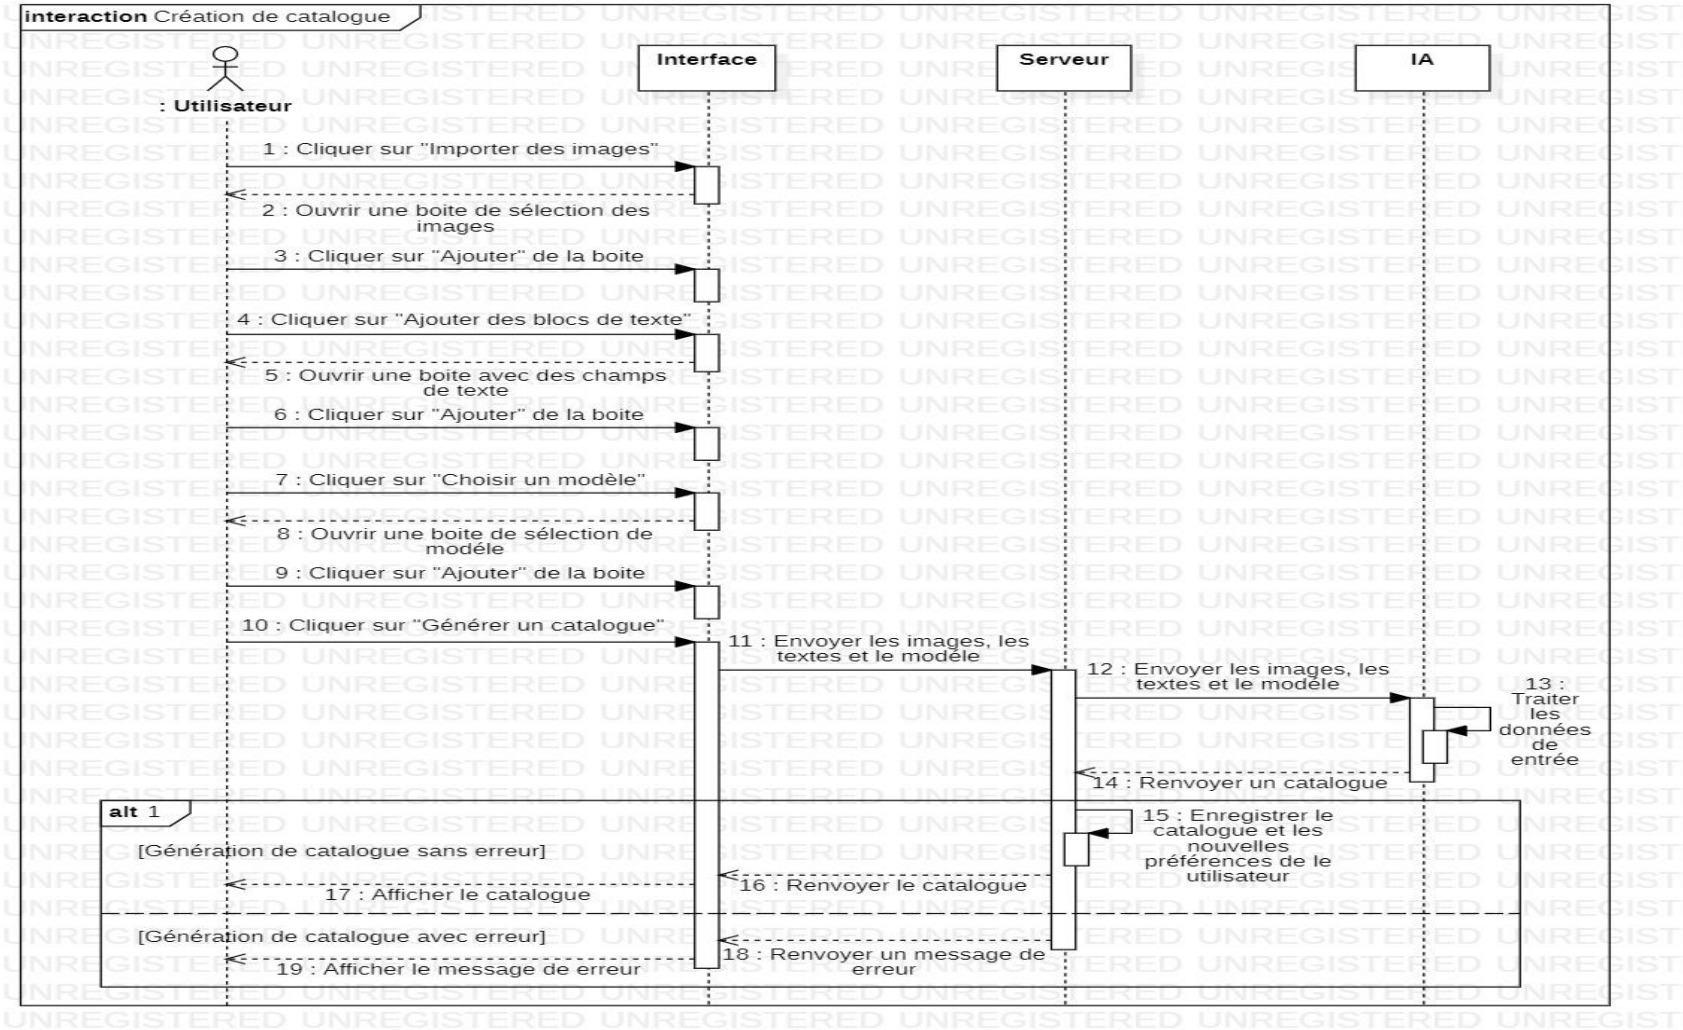 interaction Création de catalogue
: Utilisateur
Interface
Serveur
IA
1 : Cliquer sur "Importer des images"
2 : Ouvrir une boite de sélection des
images
3 : Cliquer sur "Ajouter" de la boite
4 : Cliquer sur "Ajouter des blocs de texte"
5 : Ouvrir une boite avec des champs
de texte
6 : Cliquer sur "Ajouter" de la boite
7 : Cliquer sur "Choisir un modèle"
8 : Ouvrir une boite de sélection de
modéle
9 : Cliquer sur "Ajouter" de la boite
10 : Cliquer sur "Générer un catalogue"
11 : Envoyer les images, les
textes et le modéle
12 : Envoyer les images, les
textes et le modéle
13 :
Traiter
les
données
de
entrée
14 : Renvoyer un catalogue
alt 1
[Génération de catalogue sans erreur]
15 : Enregistrer le
catalogue et les
nouvelles
préférences de le
utilisateur
16 : Renvoyer le catalogue
17 : Afficher le catalogue
[Génération de catalogue avec erreur]
18 : Renvoyer un message de
erreur
19 : Afficher le message de erreur
UNREGISTERED